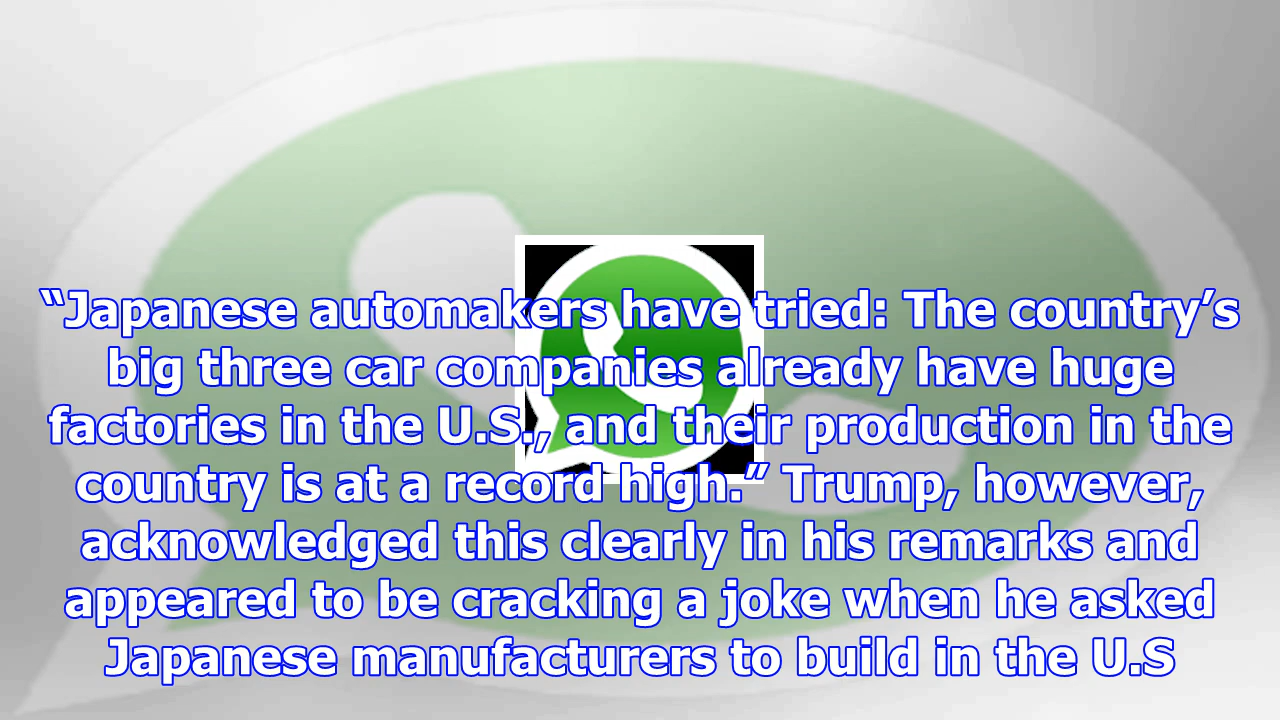 “Japanese automakers have tried: The country’s
big three car companies already have huge
factories in the U.S., and their production in the
country is at a record high.” Trump, however,
acknowledged this clearly in his remarks and
appeared to be cracking a joke when he asked
Japanese manufacturers to build in the U.S